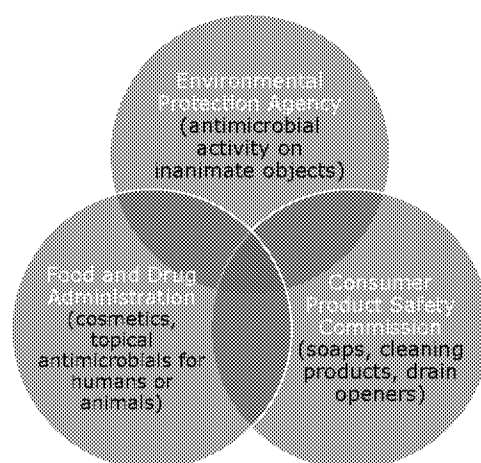 Environmental
Protection Agency
(antimicrobial
activity on
inanimate objects)
Food and Drug
Administration
(cosmetics,
topical
antimicrobials for
humans or
animals)
Consumer
Product Safety
Commission
(soaps, cleaning
products, drain
openers)